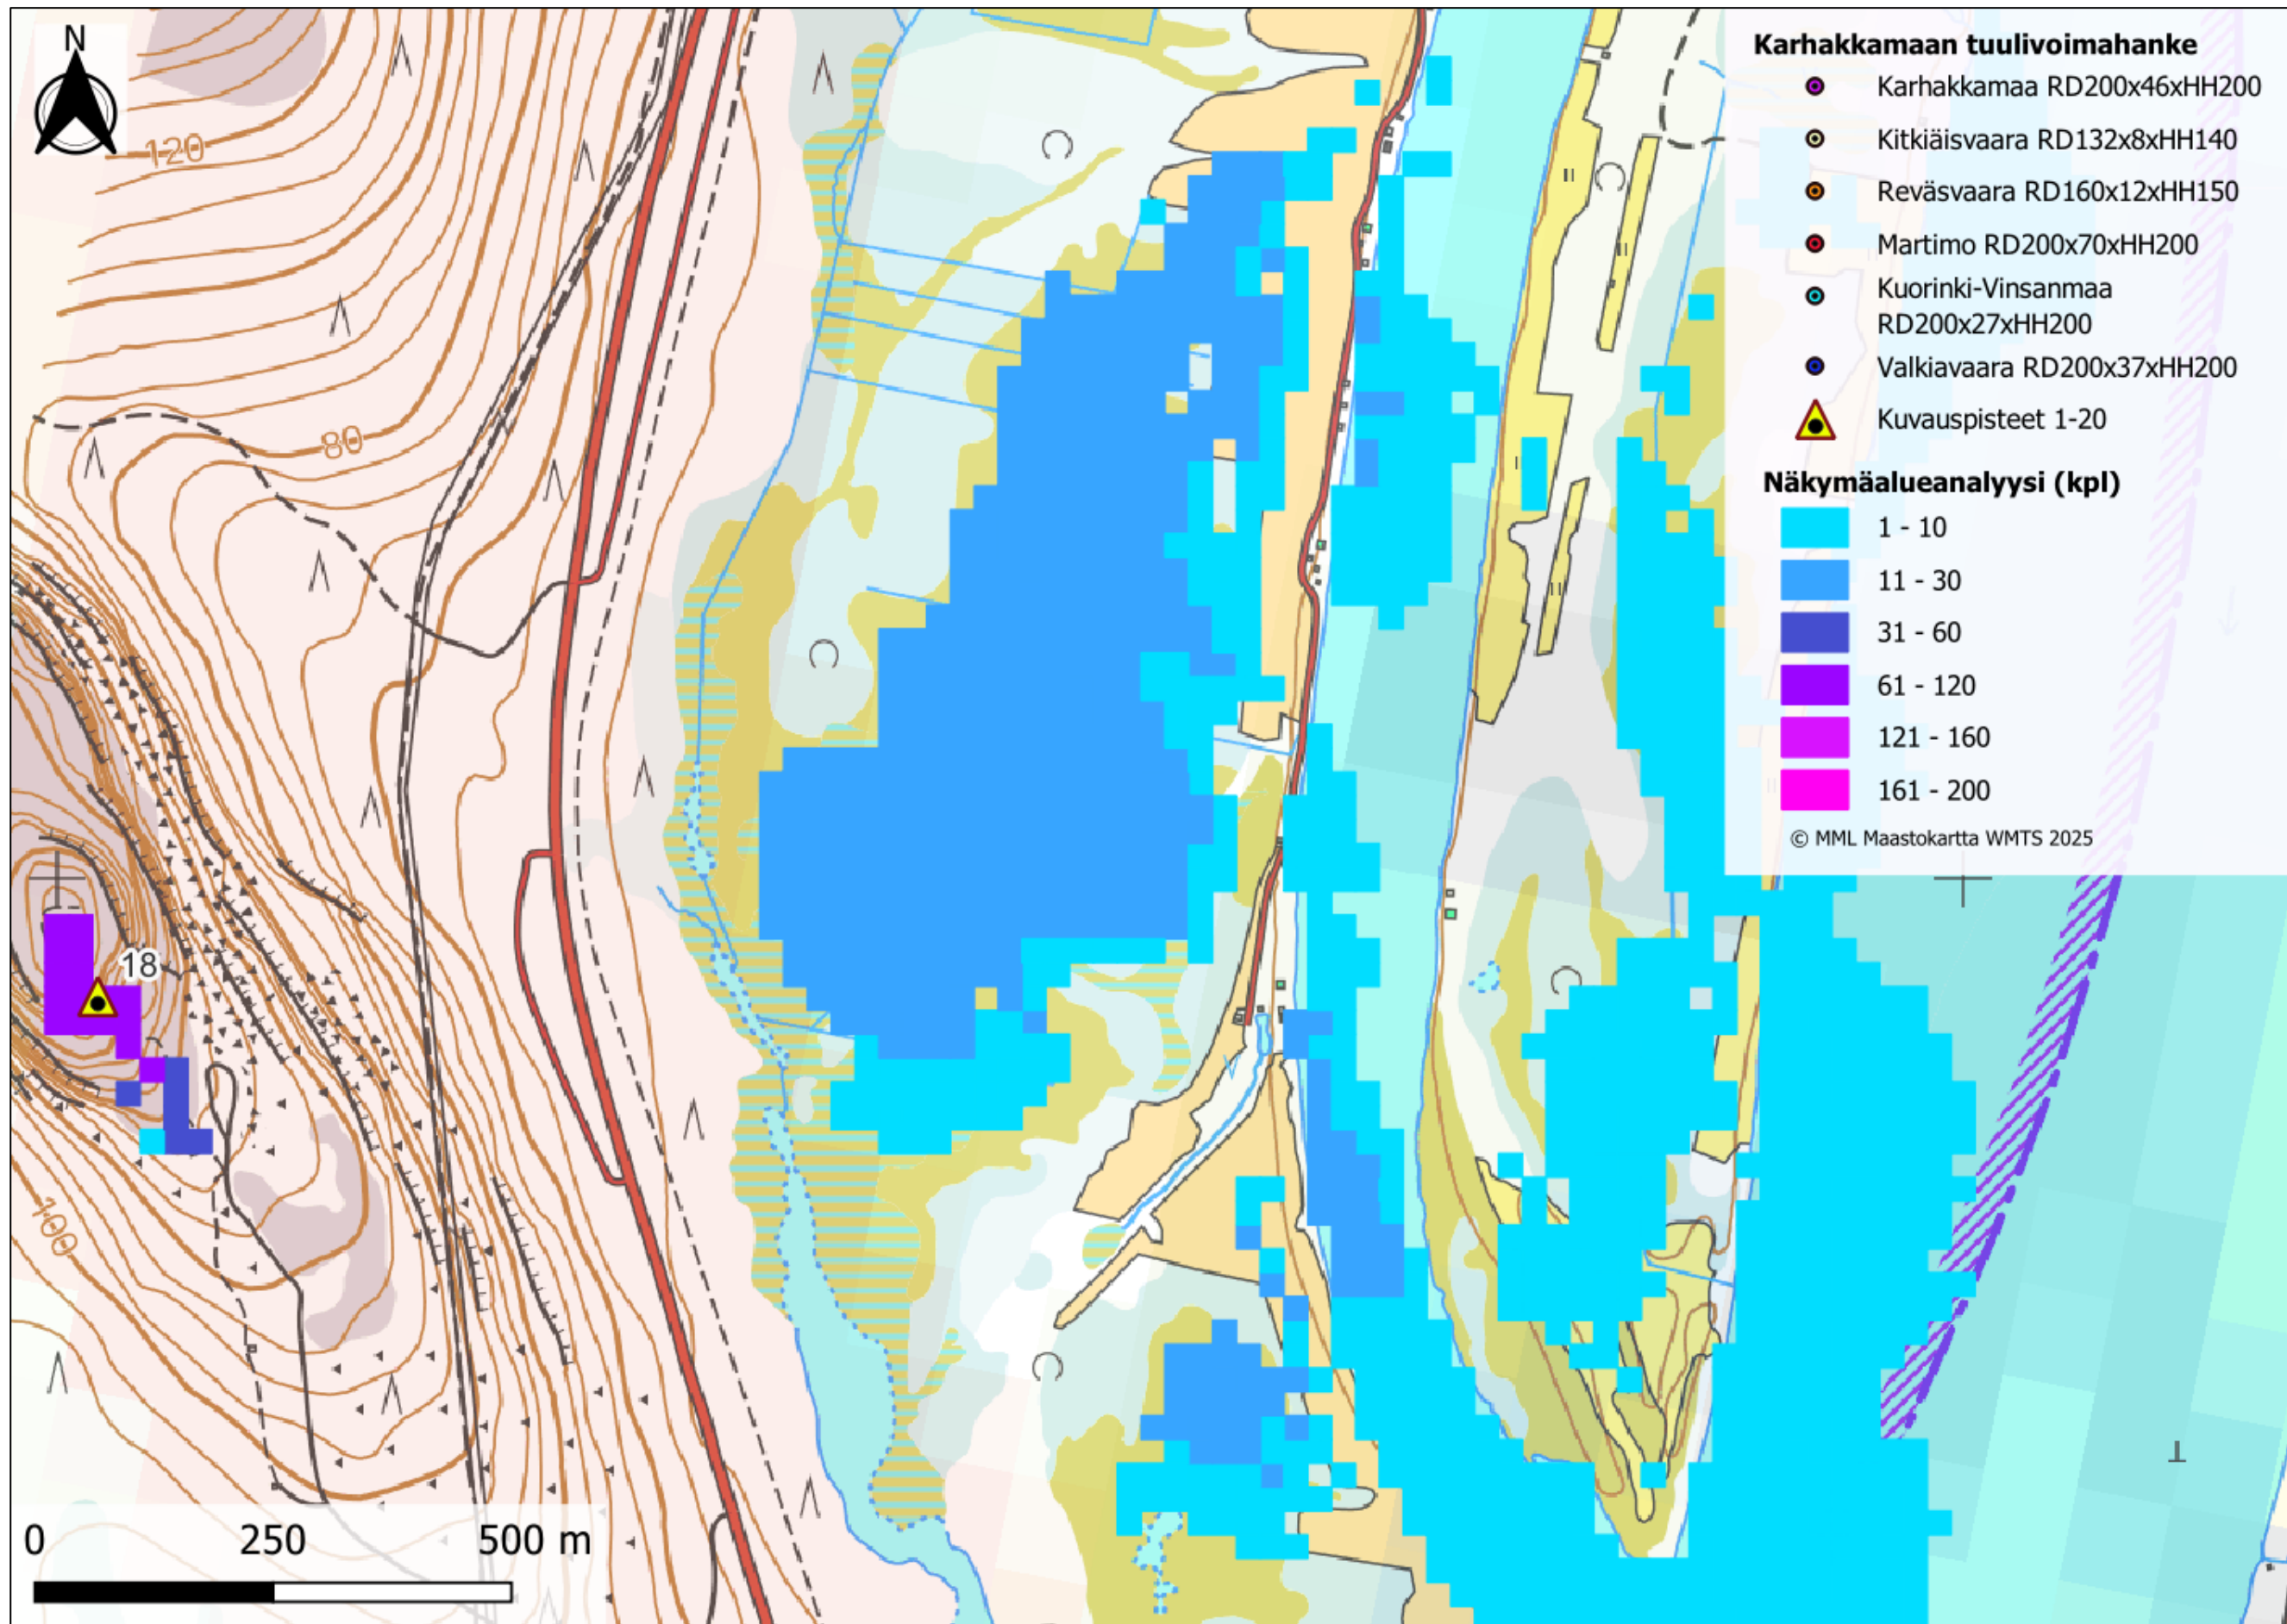 N
120
80
18
100
0 250 500 m
Karhakkamaan tuulivoimahanke
Karhakkamaa RD200x46xHH200
Kitkiäisvaara RD132x8xHH140
Reväsvaara RD160x12xHH150
Martimo RD200x70xHH200
Kuorinki-Vinsanmaa
RD200x27xHH200
Valkiavaara RD200x37xHH200
Kuvauspisteet 1-20
Näkymäalueanalyysi (kpl)
1 - 10
11 - 30
31 - 60
61 - 120
121 - 160
161 - 200
© MML Maastokartta WMTS 2025